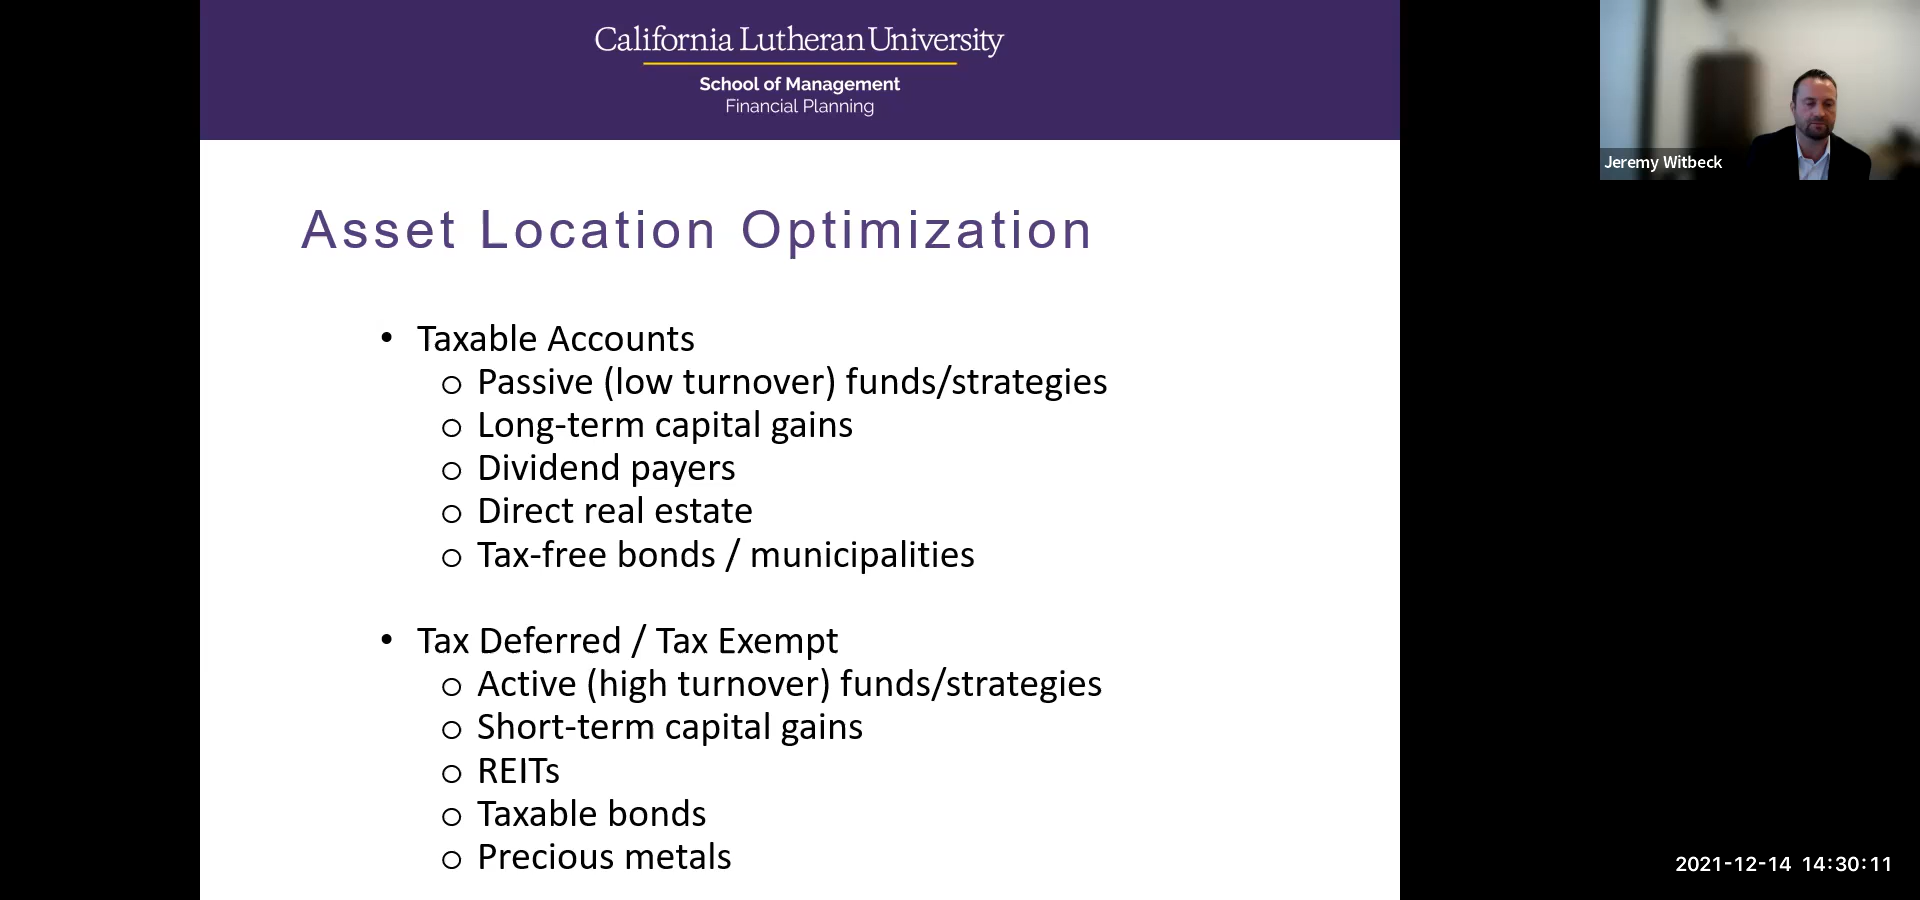 California Lutheran University
School of Management
Financial Planning
Jeremy Witbeck
Asset Location Optimization
• Taxable Accounts
o Passive (low turnover) funds/strategies
o Long-term capital gains
o Dividend payers
o Direct real estate
o Tax-free bonds / municipalities
• Tax Deferred / Tax Exempt
o Active (high turnover) funds/strategies
o Short-term capital gains
o REITs
o Taxable bonds
o Precious metals
2021-12-14 14:30:11